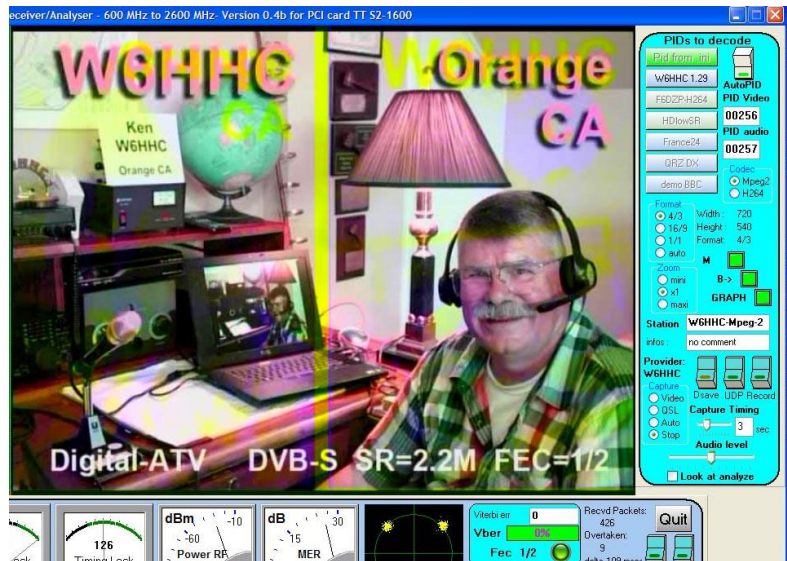 eceiver/Analyser - 600 MHz to 2600 MHz- Version 0.4b for PCI card TT S2-1600
W6HHC
CA
Orange
CA
Ken
W6HHC
Orange CA
Digital-ATV DVB-S SR=2.2M FEC=1/2
PIDs to decode
Pid from ini
W6HHC 1.29
F6DZP-H264
HDlowSR
France24
QRZ DX
demo BBC
AutoPID
PID Video
00256
PID audio
00257
Codec
Mpeg2
H264
Format
4/3
16/9
1/1
auto
Width : 720
Height : 540
Format: 4/3
Zoom
mini
x1
maxi
M
B->
GRAPH
Station W6HHC-Mpeg-2
infos : no comment
Provider:
W6HHC
Capture
Video
QSL
Auto
Stop
Dsave UDP Record
Capture Timing
3 sec
Audio level
Look at analyze
126
Timing Lock
dBm
-60
-10
Power RF
dB
15
30
MER
Viterbi err 0
Vber 0%
Fec 1/2
Recvd Packets:
426
Overtaken:
9
Quit